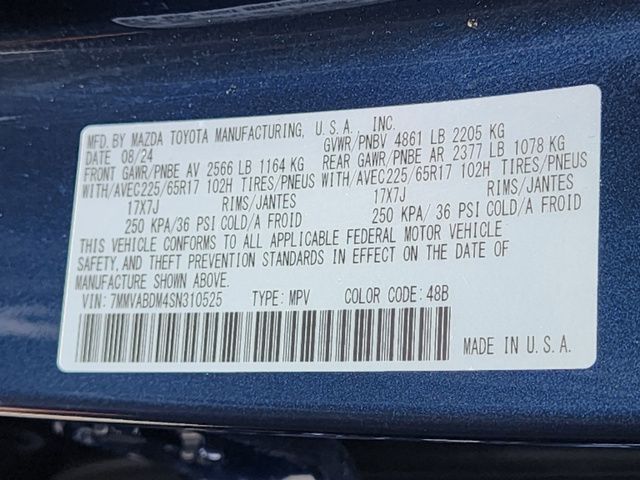 MFD. BY MAZDA TOYOTA MANUFACTURING, U.S.A., INC.
DATE 08/24 GVWR/PNBV 4861 LB 2205 KG
FRONT GAWR/PNBE AV 2566 LB 1164 KG REAR GAWR/PNBE AR 2377 LB 1078 KG
WITH/AVEC225/65R17 102H TIRES/PNEUS WITH/AVEC225/65R17 102H TIRES/PNEUS
17X7J RIMS/JANTES 17X7J RIMS/JANTES
250 KPA/36 PSI COLD/A FROID 250 KPA/ 36 PSI COLD/A FROID
THIS VEHICLE CONFORMS TO ALL APPLICABLE FEDERAL MOTOR VEHICLE
SAFETY, AND THEFT PREVENTION STANDARDS IN EFFECT ON THE DATE OF
MANUFACTURE SHOWN ABOVE.
VIN: 7MMVABDM4SN310525 TYPE: MPV COLOR CODE: 48B
MADE IN U.S.A.